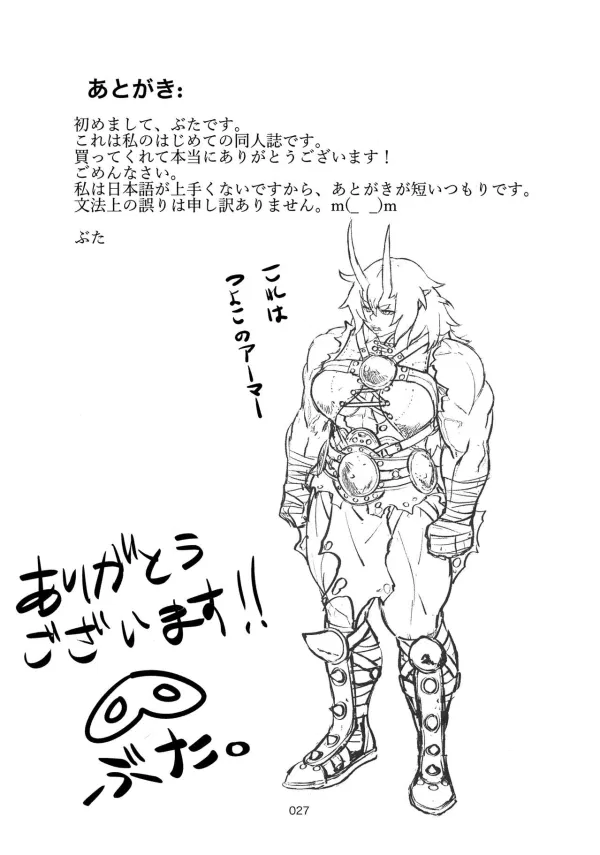 あとがき:
初めまして、ぶたです。
これは私のはじめての同人誌です。
買ってくれて本当にありがとうございます！
ごめんなさい。
私は日本語が上手くないですから、あとがきが短いつもりです。
文法上の誤りは申し訳ありません。m(_ _)m
ぶた
これは
つよこのアーマー
ありがとう
ございます!!
ぶた。
027